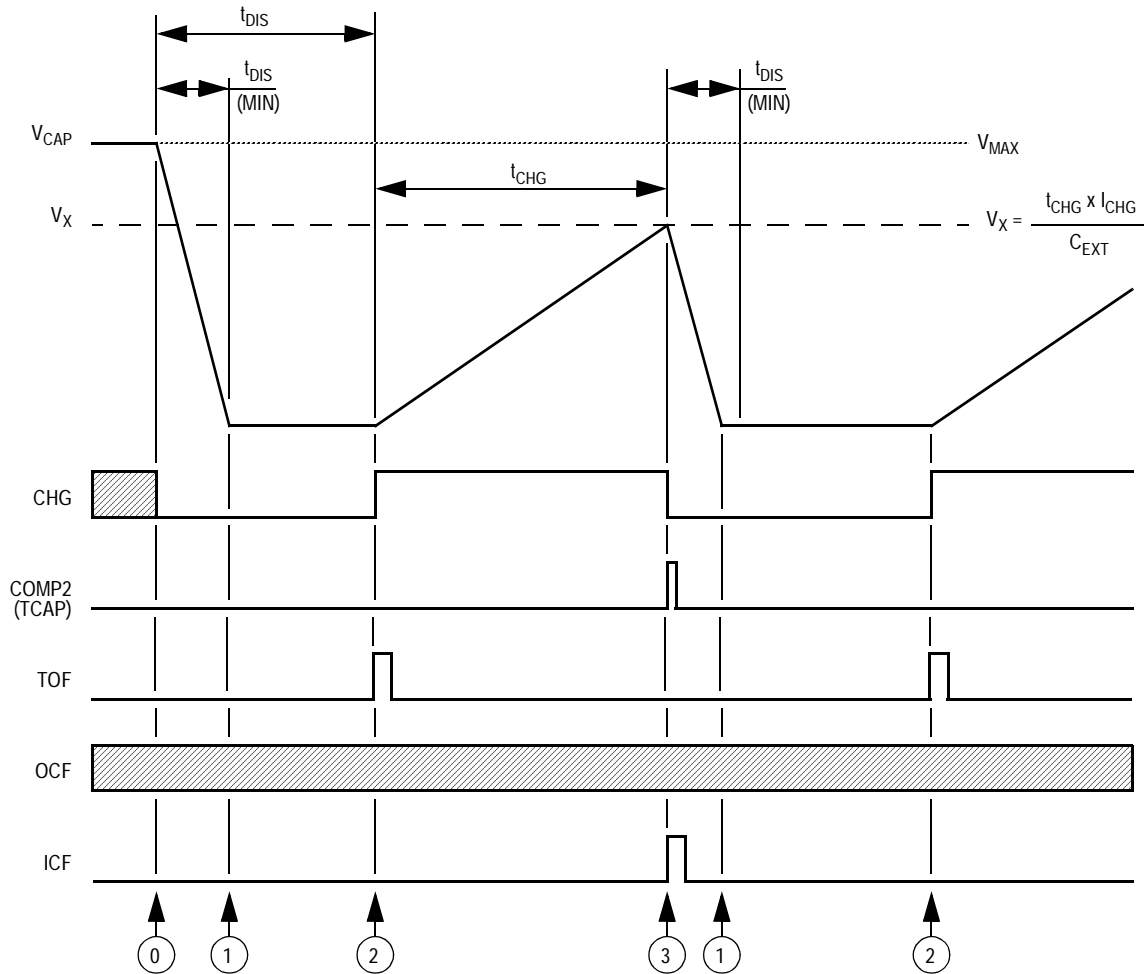 tDIS
tDIS
(MIN)
tDIS
(MIN)
VCAP
VMAX
tCHG
VX
VX = tCHG x ICHG
CEXT
CHG
COMP2
(TCAP)
TOF
OCF
ICF
0 1 2 3 1 2